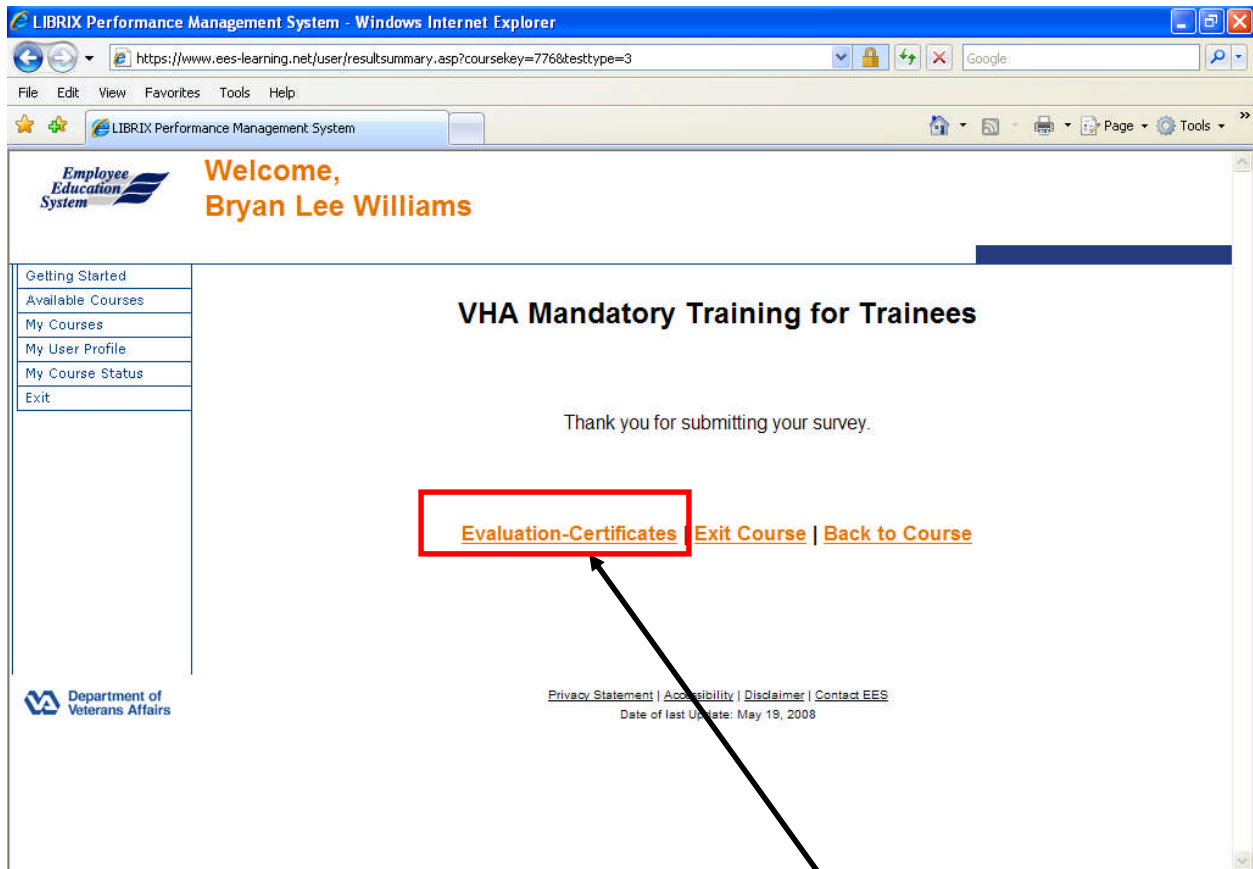 LIBRIX Performance Management System - Windows Internet Explorer
https://www.ees-learning.net/user/resultsummary.asp?coursekey=776&testtype=3
Google
File Edit View Favorites Tools Help
LIBRIX Performance Management System
Page Tools »
Employee
Education
System
Welcome,
Bryan Lee Williams
Getting Started
Available Courses
My Courses
My User Profile
My Course Status
Exit
VHA Mandatory Training for Trainees
Thank you for submitting your survey.
Evaluation-Certificates | Exit Course | Back to Course
Department of
Veterans Affairs
Privacy Statement | Accessibility | Disclaimer | Contact EES
Date of last Update: May 19, 2008